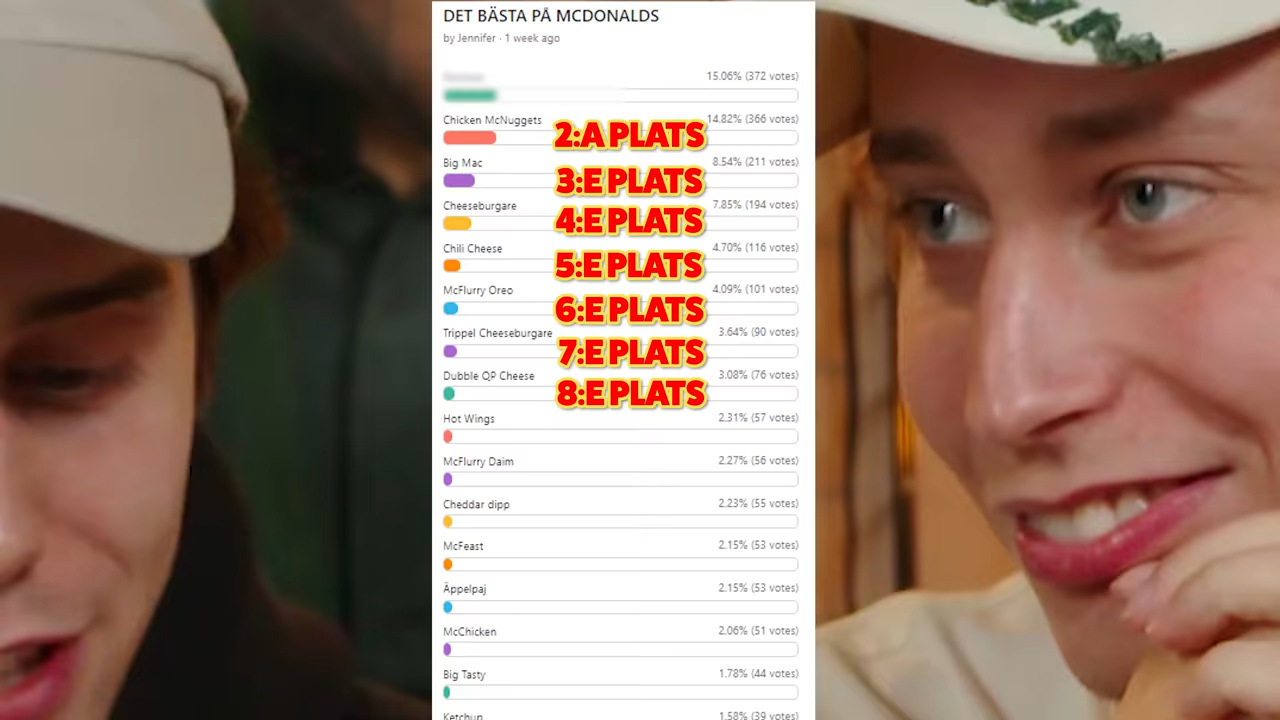 DET BÄSTA PÅ MCDONALDS
by Jennifer · 1 week ago
15.06% (372 votes)
Chicken McNuggets 14.82% (366 votes)
2:A PLATS
Big Mac 8.54% (211 votes)
3:E PLATS
Cheeseburgare 7.85% (194 votes)
4:E PLATS
Chili Cheese 4.70% (116 votes)
5:E PLATS
McFlurry Oreo 4.09% (101 votes)
6:E PLATS
Trippel Cheeseburgare 3.64% (90 votes)
7:E PLATS
Dubble QP Cheese 3.08% (76 votes)
8:E PLATS
Hot Wings 2.31% (57 votes)
McFlurry Daim 2.27% (56 votes)
Cheddar dipp 2.23% (55 votes)
McFeast 2.15% (53 votes)
Äppelpaj 2.15% (53 votes)
McChicken 2.06% (51 votes)
Big Tasty 1.78% (44 votes)
Ketchup 1.58% (39 votes)